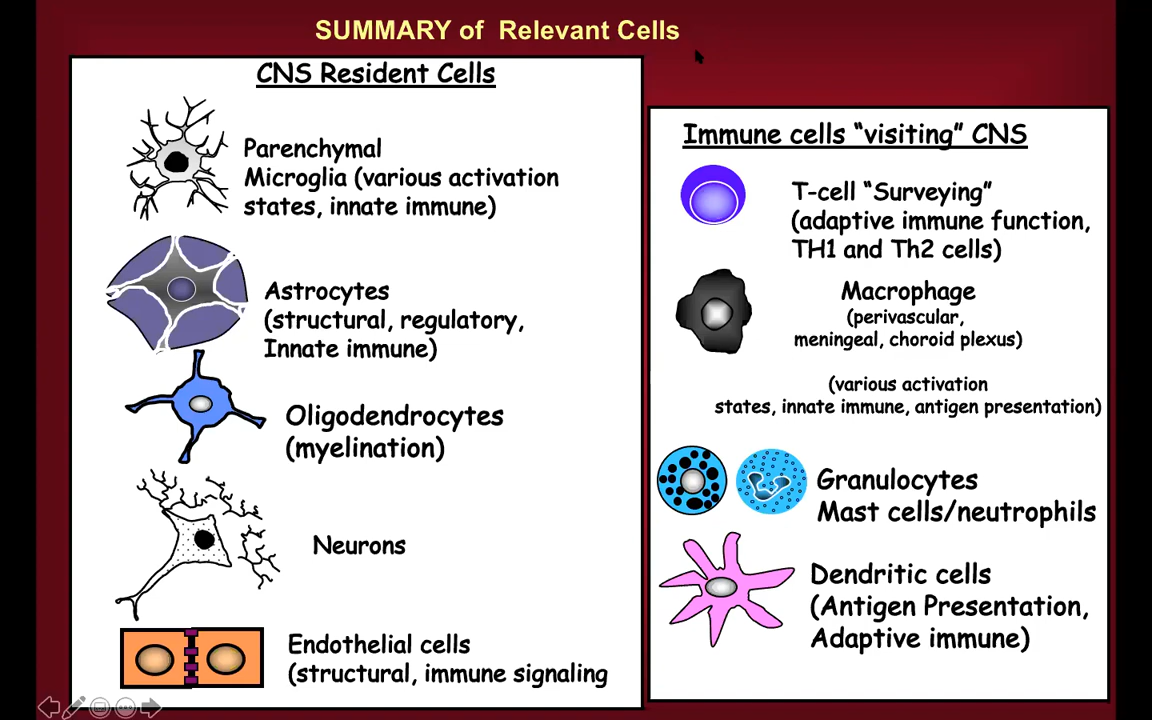 SUMMARY of Relevant Cells
CNS Resident Cells
Parenchymal
Microglia (various activation
states, innate immune)
Astrocytes
(structural, regulatory,
Innate immune)
Oligodendrocytes
(myelination)
Neurons
Endothelial cells
(structural, immune signaling
Immune cells “visiting” CNS
T-cell “Surveying”
(adaptive immune function,
TH1 and Th2 cells)
Macrophage
(perivascular,
meningeal, choroid plexus)
(various activation
states, innate immune, antigen presentation)
Granulocytes
Mast cells/neutrophils
Dendritic cells
(Antigen Presentation,
Adaptive immune)